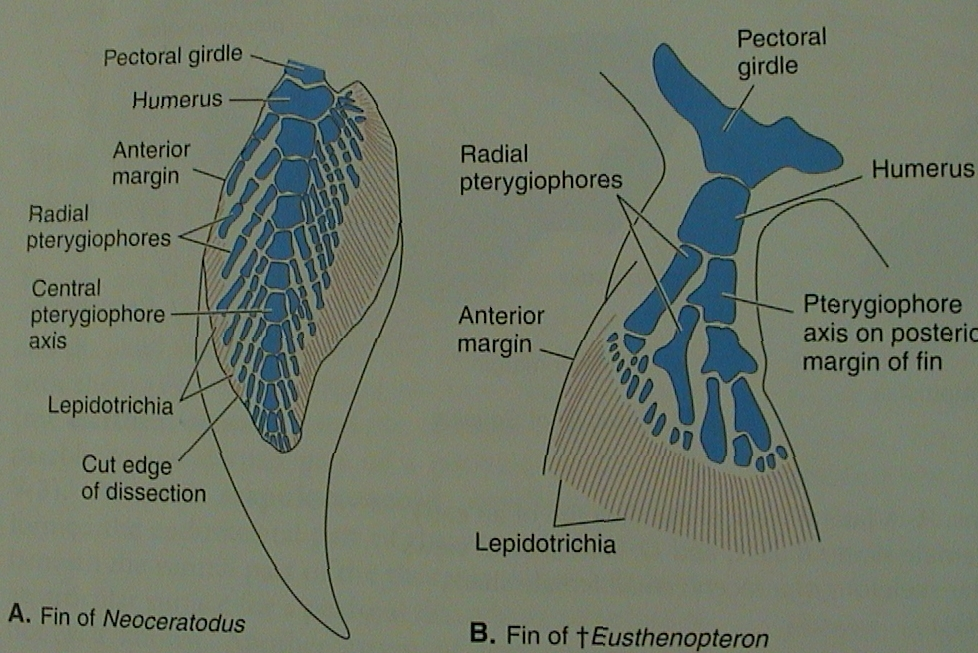 Pectoral girdle
Humerus
Anterior
margin
Radial
pterygiophores
Central
pterygiophore
axis
Lepidotrichia
Cut edge
of dissection
A. Fin of Neoceratodus
Pectoral
girdle
Radial
pterygiophores
Humerus
Anterior
margin
Pterygiophore
axis on posterio
margin of fin
Lepidotrichia
B. Fin of †Eusthenopteron